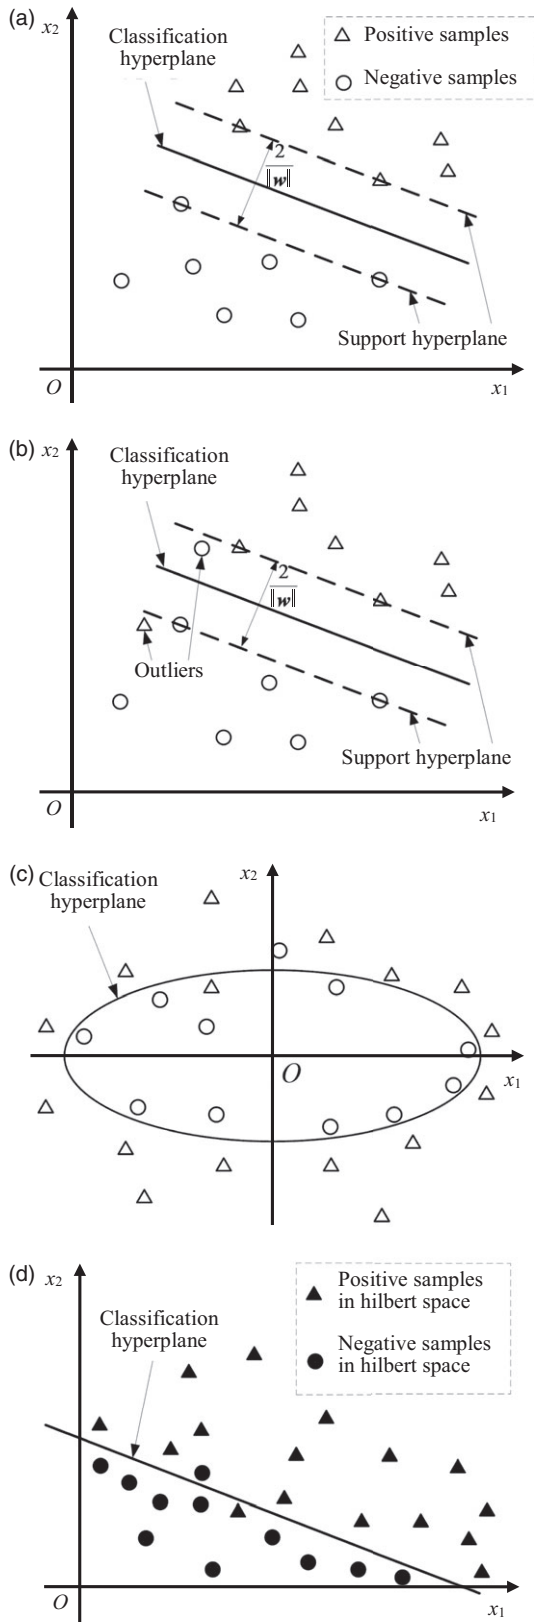 (a)
x2
Classification
hyperplane
Positive samples
Negative samples
2
‖w‖
Support hyperplane
O
x1
(b)
x2
Classification
hyperplane
2
‖w‖
Outliers
Support hyperplane
O
x1
(c)
Classification
hyperplane
x2
O
x1
(d)
x2
Positive samples
in hilbert space
Classification
hyperplane
Negative samples
in hilbert space
O
x1